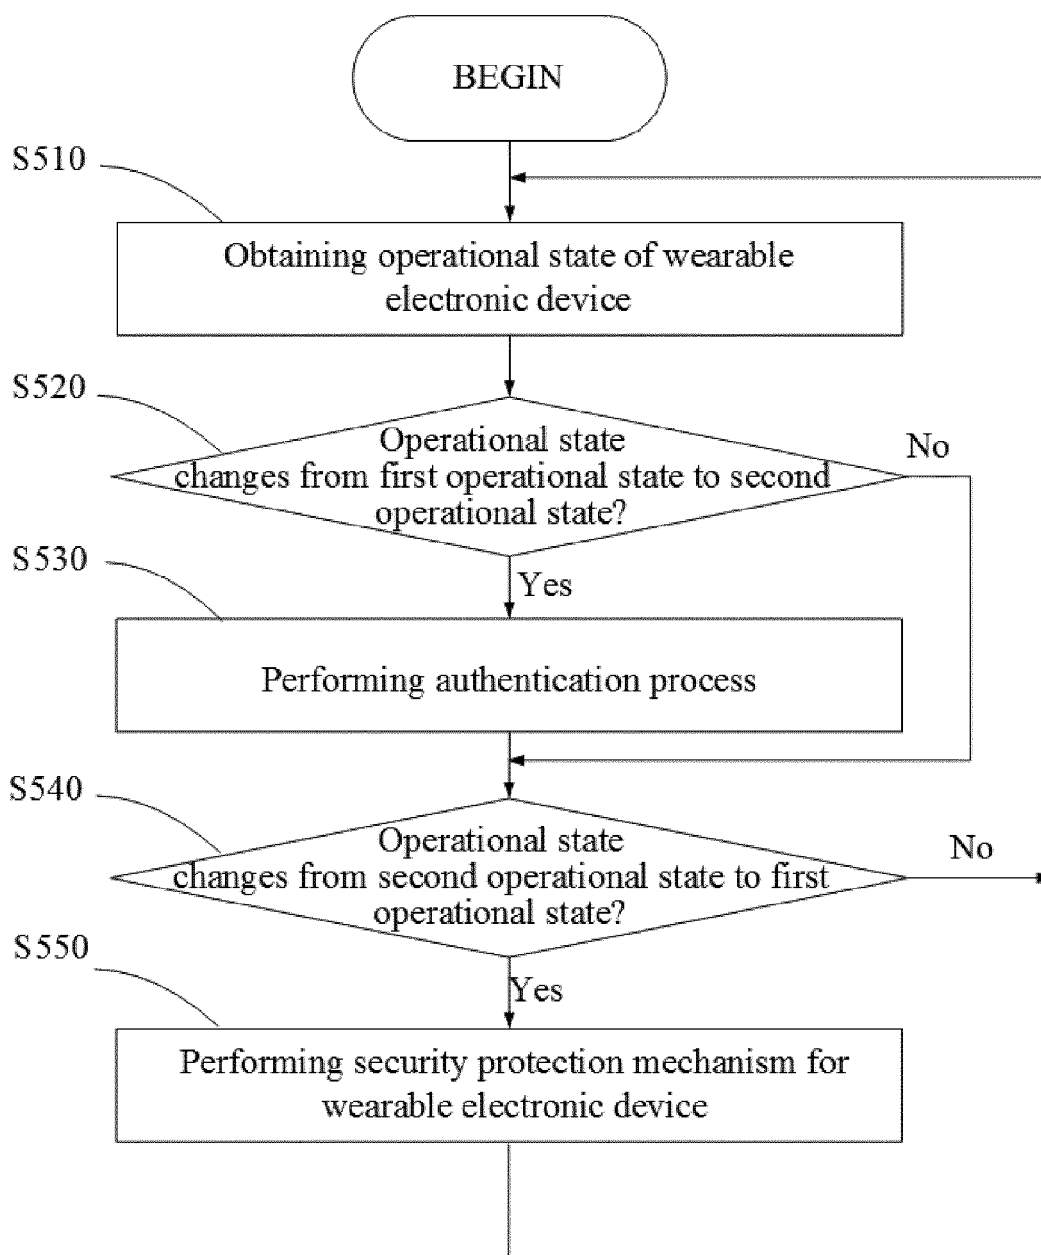 BEGIN
S510
Obtaining operational state of wearable
electronic device
S520
Operational state
changes from first operational state to second
operational state?
No
S530
Yes
Performing authentication process
S540
Operational state
changes from second operational state to first
operational state?
No
S550
Yes
Performing security protection mechanism for
wearable electronic device